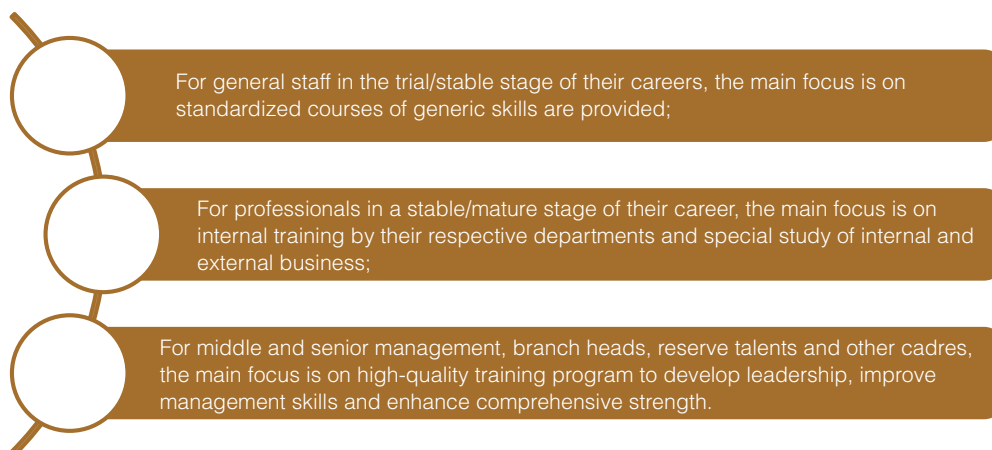 For general staff in the trial/stable stage of their careers, the main focus is on
standardized courses of generic skills are provided;
For professionals in a stable/mature stage of their career, the main focus is on
internal training by their respective departments and special study of internal and
external business;
For middle and senior management, branch heads, reserve talents and other cadres,
the main focus is on high-quality training program to develop leadership, improve
management skills and enhance comprehensive strength.